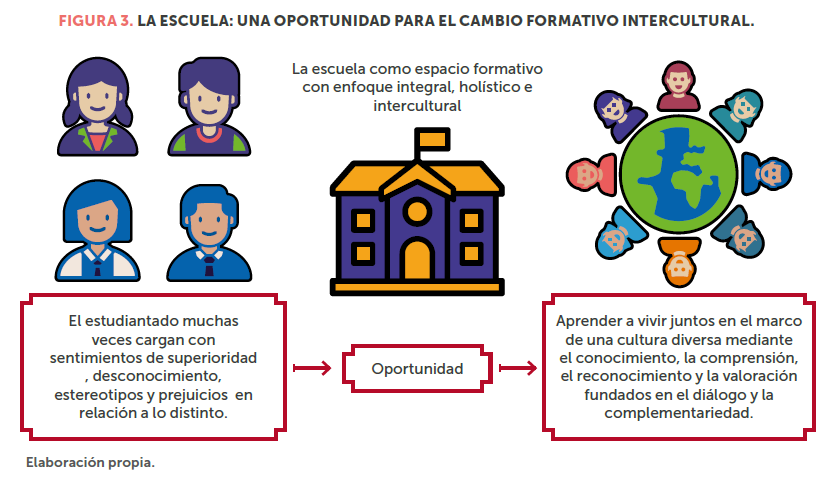 FIGURA 3. LA ESCUELA: UNA OPORTUNIDAD PARA EL CAMBIO FORMATIVO INTERCULTURAL.
La escuela como espacio formativo
con enfoque integral, holístico e
intercultural
El estudiantado muchas
veces cargan con
sentimientos de superioridad
, desconocimiento,
estereotipos y prejuicios en
relación a lo distinto.
Oportunidad
Aprender a vivir juntos en el marco
de una cultura diversa mediante
el conocimiento, la comprensión,
el reconocimiento y la valoración
fundados en el diálogo y la
complementariedad.
Elaboración propia.